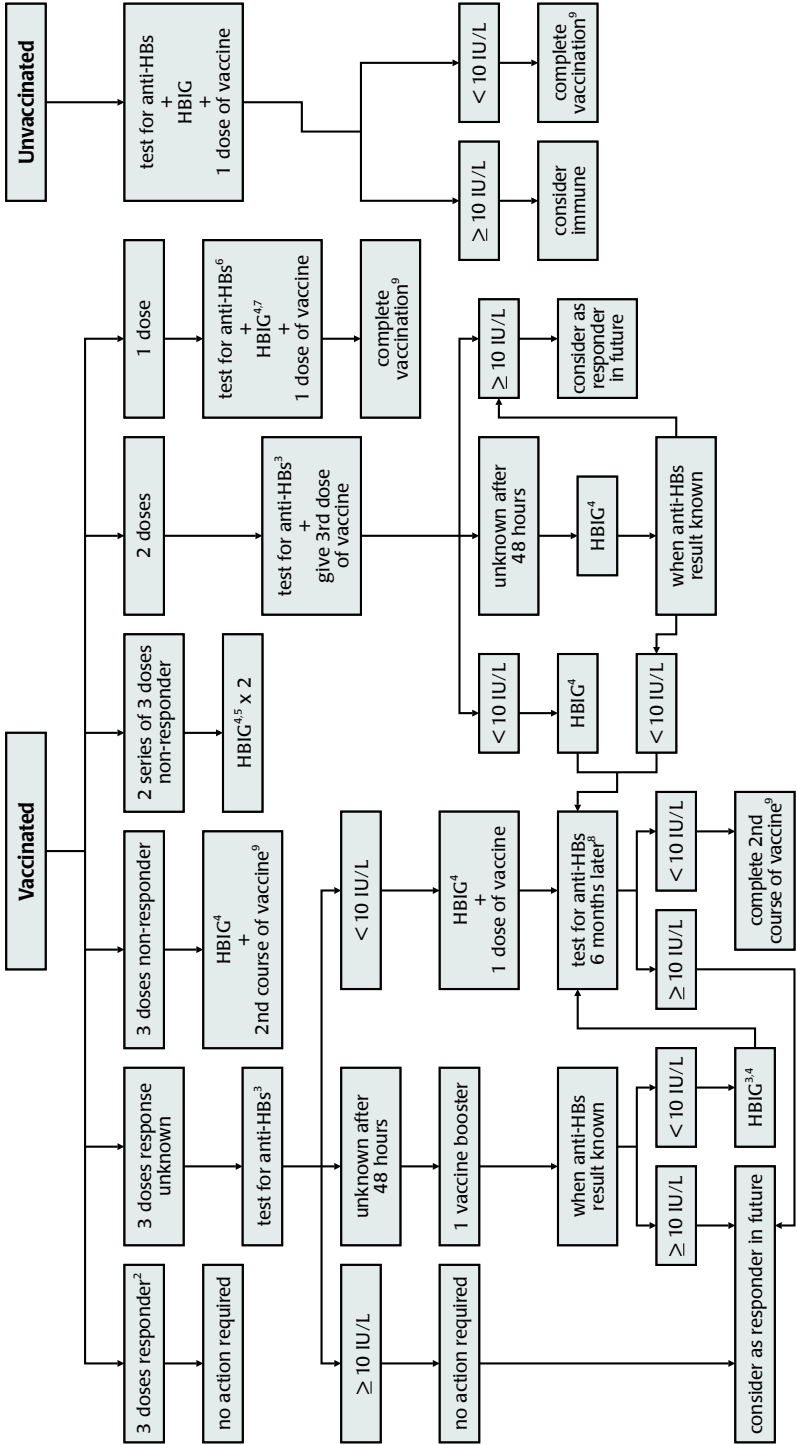 Vaccinated
Unvaccinated
3 doses responder²
no action required
3 doses response
unknown
test for anti-HBs³
3 doses non-responder
HBIG⁴
+
2nd course of vaccine⁹
2 series of 3 doses
non-responder
HBIG⁴,⁵ x 2
2 doses
test for anti-HBs³
+
give 3rd dose
of vaccine
1 dose
test for anti-HBs⁶
+
HBIG⁴,⁷
+
1 dose of vaccine
complete
vaccination⁹
test for anti-HBs
+
HBIG
+
1 dose of vaccine
≥ 10 IU/L
no action required
unknown after
48 hours
1 vaccine booster
when anti-HBs
result known
≥ 10 IU/L
< 10 IU/L
HBIG³,⁴
< 10 IU/L
HBIG⁴
+
1 dose of vaccine
test for anti-HBs
6 months later⁸
≥ 10 IU/L
< 10 IU/L
complete 2nd
course of vaccine⁹
consider as responder in future
< 10 IU/L
HBIG⁴
< 10 IU/L
unknown after
48 hours
HBIG⁴
when anti-HBs
result known
≥ 10 IU/L
consider as
responder
in future
≥ 10 IU/L
consider
immune
< 10 IU/L
complete
vaccination⁹